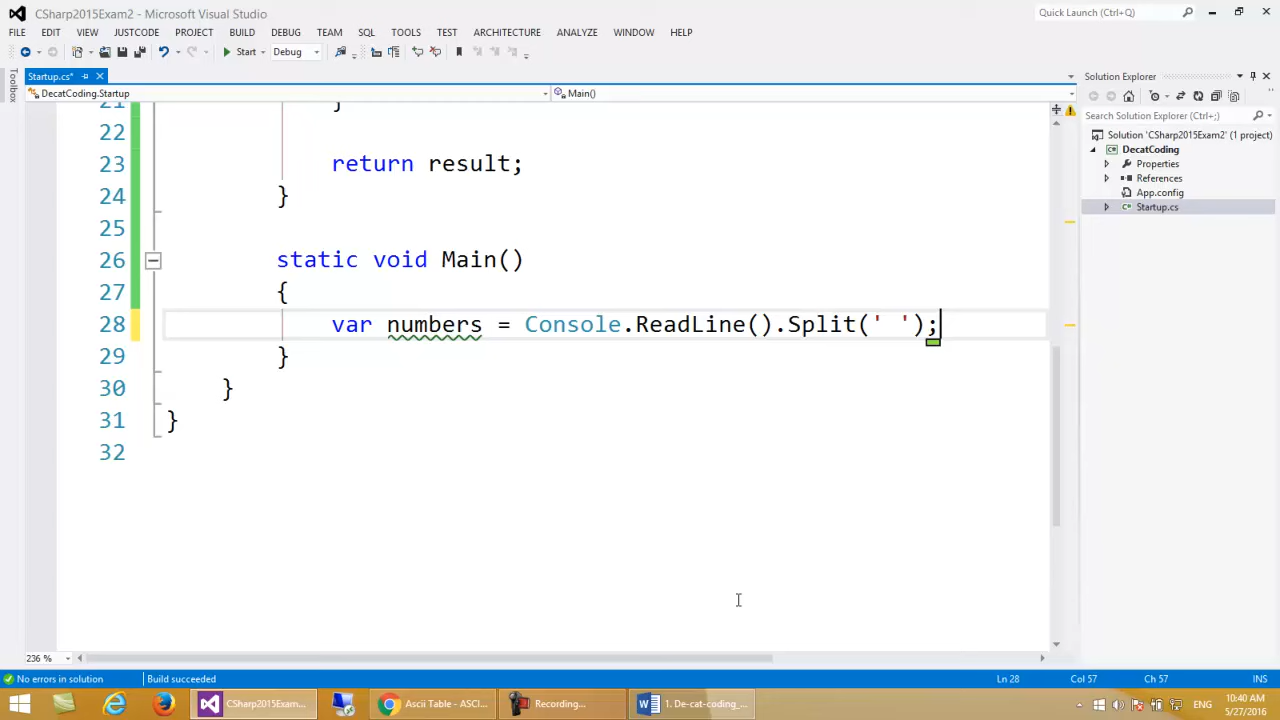 CSharp2015Exam2 - Microsoft Visual Studio
Quick Launch (Ctrl+Q)
FILE EDIT VIEW JUSTCODE PROJECT BUILD DEBUG TEAM SQL TOOLS TEST ARCHITECTURE ANALYZE WINDOW HELP
Start Debug
Toolbox
Startup.cs*
DecatCoding.Startup
Main()
21 }
22
23 return result;
24 }
25
26 static void Main()
27 {
28 var numbers = Console.ReadLine().Split(' ');
29 }
30 }
31 }
32
236 %
Solution Explorer
Search Solution Explorer (Ctrl+;)
Solution 'CSharp2015Exam2' (1 project)
DecatCoding
Properties
References
App.config
Startup.cs
No errors in solution Build succeeded Ln 28 Col 57 Ch 57 INS
CSharp2015Exam... Ascii Table - ASCI... Recording... 1. De-cat-coding_... ENG
10:40 AM
5/27/2016